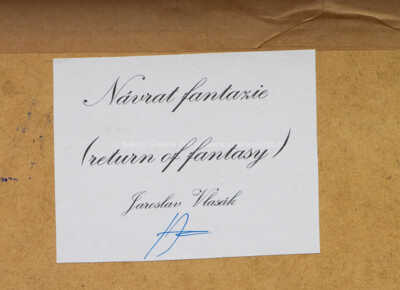 Návrat fantazie
(return of fantasy)
Jaroslav Vlasák